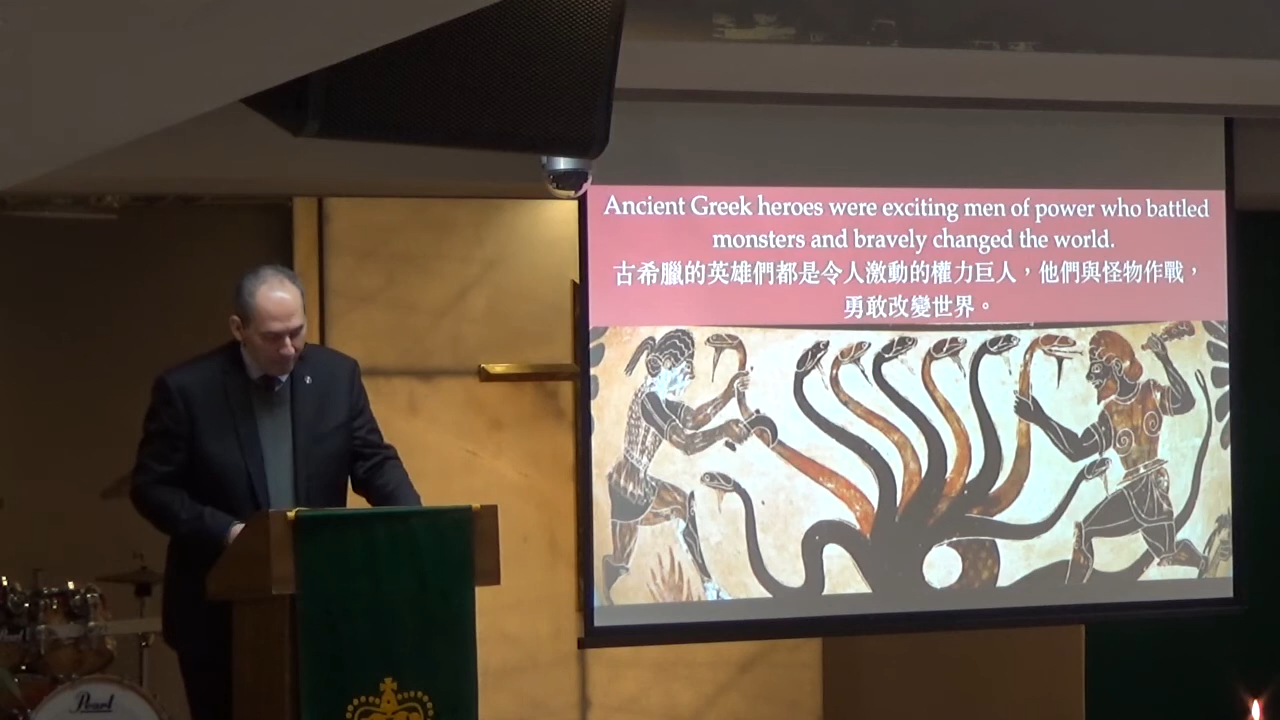 Ancient Greek heroes were exciting men of power who battled
monsters and bravely changed the world.
古希臘的英雄們都是令人激動的權力巨人，他們與怪物作戰，
勇敢改變世界。
Pearl